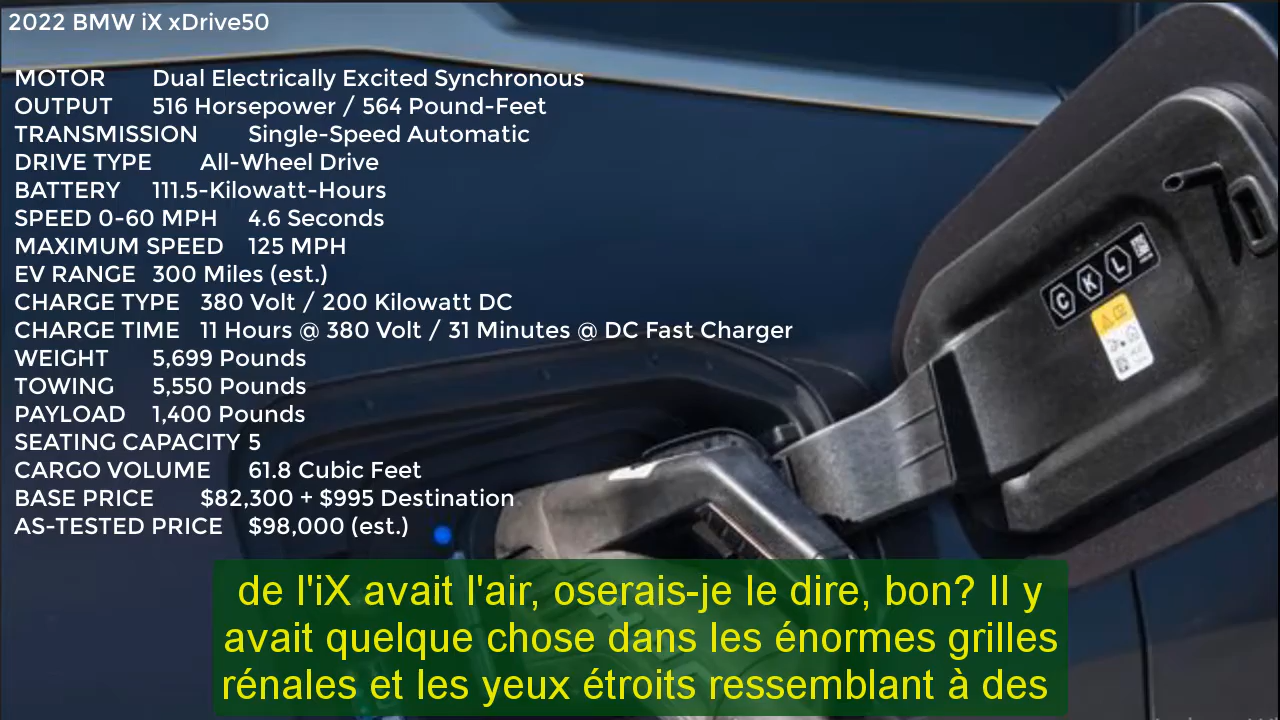 2022 BMW iX xDrive50
MOTOR Dual Electrically Excited Synchronous
OUTPUT 516 Horsepower / 564 Pound-Feet
TRANSMISSION Single-Speed Automatic
DRIVE TYPE All-Wheel Drive
BATTERY 111.5-Kilowatt-Hours
SPEED 0-60 MPH 4.6 Seconds
MAXIMUM SPEED 125 MPH
EV RANGE 300 Miles (est.)
CHARGE TYPE 380 Volt / 200 Kilowatt DC
CHARGE TIME 11 Hours @ 380 Volt / 31 Minutes @ DC Fast Charger
WEIGHT 5,699 Pounds
TOWING 5,550 Pounds
PAYLOAD 1,400 Pounds
SEATING CAPACITY 5
CARGO VOLUME 61.8 Cubic Feet
BASE PRICE $82,300 + $995 Destination
AS-TESTED PRICE $98,000 (est.)
C K L
de l'iX avait l'air, oserais-je le dire, bon? Il y
avait quelque chose dans les énormes grilles
rénales et les yeux étroits ressemblant à des